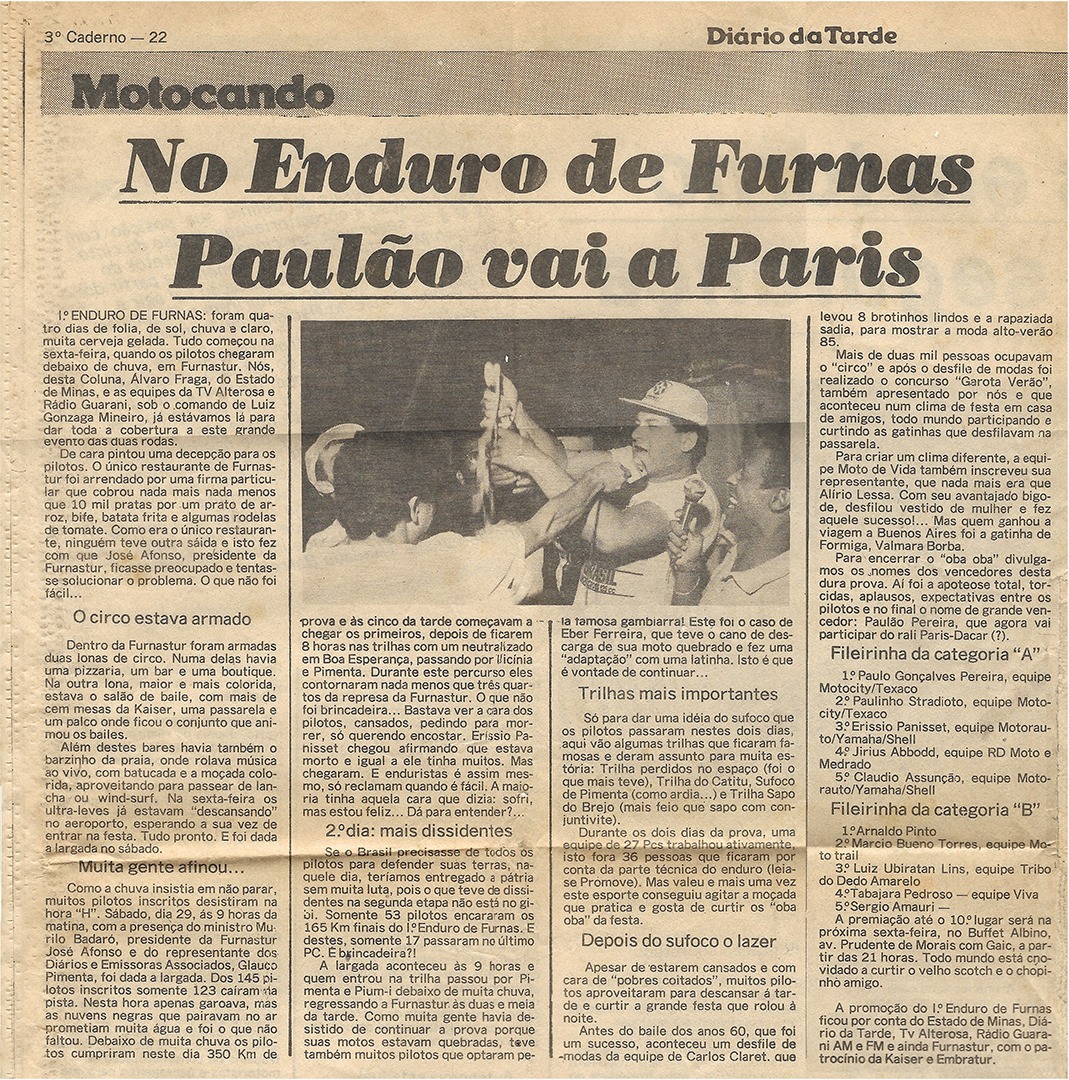 3º Caderno — 22
Diário da Tarde
Motocando
No Enduro de Furnas
Paulão vai a Paris
I.º ENDURO DE FURNAS: foram qua-
tro dias de folia, de sol, chuva e claro,
muita cerveja gelada. Tudo começou na
sexta-feira, quando os pilotos chegaram
debaixo de chuva, em Furnastur. Nós,
desta Coluna, Álvaro Fraga, do Estado
de Minas, e as equipes da TV Alterosa e
Rádio Guarani, sob o comando de Luiz
Gonzaga Mineiro, já estávamos lá para
dar toda a cobertura a este grande
evento das duas rodas.
De cara pintou uma decepção para os
pilotos. O único restaurante de Furnas-
tur foi arrendado por uma firma particu-
lar que cobrou nada mais nada menos
que 10 mil pratas por um prato de ar-
roz, bife, batata frita e algumas rodelas
de tomate. Como era o único restauran-
te, ninguém teve outra sáida e isto fez
com que José Afonso, presidente da
Furnastur, ficasse preocupado e tentas-
se solucionar o problema. O que não foi
fácil...
O circo estava armado
Dentro da Furnastur foram armadas
duas lonas de circo. Numa delas havia
uma pizzaria, um bar e uma boutique.
Na outra lona, maior e mais colorida,
estava o salão de baile, com mais de
cem mesas da Kaiser, uma passarela e
um palco onde ficou o conjunto que ani-
mou os bailes.
Além destes bares havia também o
barzinho da praia, onde rolava música
ao vivo, com batucada e a moçada colo-
rida, aproveitando para passear de lan-
cha ou wind-surf. Na sexta-feira os
ultra-leves já estavam “descansando”
no aeroporto, esperando a sua vez de
entrar na festa. Tudo pronto. E foi dada
a largada no sábado.
Muita gente afinou...
Como a chuva insistia em não parar,
muitos pilotos inscritos desistiram na
hora “H”. Sábado, dia 29, ás 9 horas da
matina, com a presença do ministro Mu-
rilo Badaró, presidente da Furnastur
José Afonso e do representante dos
Diários e Emissoras Associados, Glauco
Pimenta, foi dada a largada. Dos 145 pi-
lotos inscritos somente 123 caíram da
pista. Nesta hora apenas garoava, mas
as nuvens negras que pairavam no ar
prometiam muita água e foi o que não
faltou. Debaixo de muita chuva os pilo-
tos cumpriram neste dia 350 Km de
prova e às cinco da tarde começavam a
chegar os primeiros, depois de ficarem
8 horas nas trilhas com um neutralizado
em Boa Esperança, passando por Ilicínia
e Pimenta. Durante este percurso eles
contornaram nada menos que três quar-
tos da represa da Furnastur. O que não
foi brincadeira... Bastava ver a cara dos
pilotos, cansados, pedindo para mor-
rer, só querendo encostar. Erissio Pa-
nisset chegou afirmando que estava
morto e igual a ele tinha muitos. Mas
chegaram. E enduristas é assim mes-
mo, só reclamam quando é fácil. A maio-
ria tinha aquela cara que dizia: sofri,
mas estou feliz... Dá para entender?...
2.º dia: mais dissidentes
Se o Brasil precisasse de todos os
pilotos para defender suas terras, na-
quele dia, teríamos entregado a pátria
sem muita luta, pois o que teve de dissi-
dentes na segunda etapa não está no gi-
bi. Somente 53 pilotos encararam os
165 Km finais do I.º Enduro de Furnas. E
destes, somente 17 passaram no último
PC. É brincadeira?!
A largada aconteceu às 9 horas e
quem entrou na trilha passou por Pi-
menta e Pium-i debaixo de muita chuva,
regressando a Furnastur às duas e meia
da tarde. Como muita gente havia de-
sistido de continuar a prova porque
suas motos estavam quebradas, teve
também muitos pilotos que optaram pe-
la famosa gambiarra! Este foi o caso de
Eber Ferreira, que teve o cano de des-
carga de sua moto quebrado e fez uma
“adaptação” com uma latinha. Isto é que
é vontade de continuar...
Trilhas mais importantes
Só para dar uma idéia do sufoco que
os pilotos passaram nestes dois dias,
aqui vão algumas trilhas que ficaram fa-
mosas e deram assunto para muita es-
tória: Trilha perdidos no espaço (foi o
que mais teve), Trilha o Catitu, Sufoco
de Pimenta (como ardia...) e Trilha Sapo
do Brejo (mais feio que sapo com con-
juntivite).
Durante os dois dias da prova, uma
equipe de 27 Pcs trabalhou ativamente,
isto fora 36 pessoas que ficaram por
conta da parte técnica do enduro (leia-
se Promove). Mas valeu e mais uma vez
este esporte conseguiu agitar a moçada
que pratica e gosta de curtir os “oba
oba” da festa.
Depois do sufoco o lazer
Apesar de estarem cansados e com
cara de “pobres coitados”, muitos pilo-
tos aproveitaram para descansar á tar-
de e curtir a grande festa que rolou à
noite.
Antes do baile dos anos 60, que foi
um sucesso, aconteceu um desfile de
modas da equipe de Carlos Claret, que
levou 8 brotinhos lindos e a rapaziada
sadia, para mostrar a moda alto-verão
85.
Mais de duas mil pessoas ocupavam
o “circo” e após o desfile de modas foi
realizado o concurso “Garota Verão”,
também apresentado por nós e que
aconteceu num clima de festa em casa
de amigos, todo mundo participando e
curtindo as gatinhas que desfilavam na
passarela.
Para criar um clima diferente, a equi-
pe Moto de Vida também inscreveu sua
representante, que nada mais era que
Alírio Lessa. Com seu avantajado bigo-
de, desfilou vestido de mulher e fez
aquele sucesso!... Mas quem ganhou a
viagem a Buenos Aires foi a gatinha de
Formiga, Valmara Borba.
Para encerrar o “oba oba” divulga-
mos os nomes dos vencedores desta
dura prova. Aí foi a apoteose total, tor-
cidas, aplausos, expectativas entre os
pilotos e no final o nome de grande ven-
cedor: Paulão Pereira, que agora vai
participar do rali Paris-Dacar (?).
Fileirinha da categoria “A”
1.º Paulo Gonçalves Pereira, equipe
Motocity/Texaco
2.º Paulinho Stradioto, equipe Moto-
city/Texaco
3.º Erissio Panisset, equipe Motorau-
to/Yamaha/Shell
4.º Jirius Abbodd, equipe RD Moto e
Medrado
5.º Claudio Assunção, equipe Moto-
rauto/Yamaha/Shell
Fileirinha da categoria “B”
1.º Arnaldo Pinto
2.º Marcio Bueno Torres, equipe Mo-
to trail
3.º Luiz Ubiratan Lins, equipe Tribo
do Dedo Amarelo
4.º Tabajara Pedroso — equipe Viva
5.º Sergio Amauri —
A premiação até o 10.º lugar será na
próxima sexta-feira, no Buffet Albino,
av. Prudente de Morais com Gaic, a par-
tir das 21 horas. Todo mundo está cno-
vidado a curtir o velho scotch e o chopi-
nho amigo.
A promoção do I.º Enduro de Furnas
ficou por conta do Estado de Minas, Diá-
rio da Tarde, Tv Alterosa, Rádio Guara-
ni AM e FM e ainda Furnastur, com o pa-
trocínio da Kaiser e Embratur.